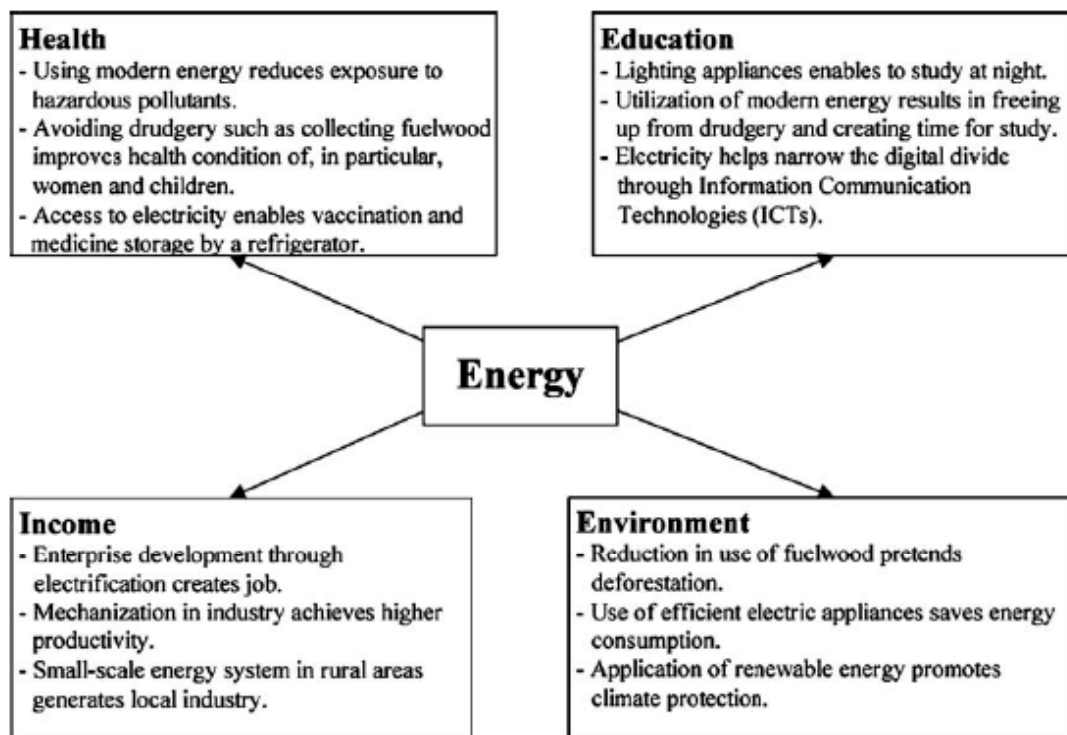 Health
- Using modern energy reduces exposure to
hazardous pollutants.
- Avoiding drudgery such as collecting fuelwood
improves health condition of, in particular,
women and children.
- Access to electricity enables vaccination and
medicine storage by a refrigerator.
Education
- Lighting appliances enables to study at night.
- Utilization of modern energy results in freeing
up from drudgery and creating time for study.
- Electricity helps narrow the digital divide
through Information Communication
Technologies (ICTs).
Energy
Income
- Enterprise development through
electrification creates job.
- Mechanization in industry achieves higher
productivity.
- Small-scale energy system in rural areas
generates local industry.
Environment
- Reduction in use of fuelwood pretends
deforestation.
- Use of efficient electric appliances saves energy
consumption.
- Application of renewable energy promotes
climate protection.